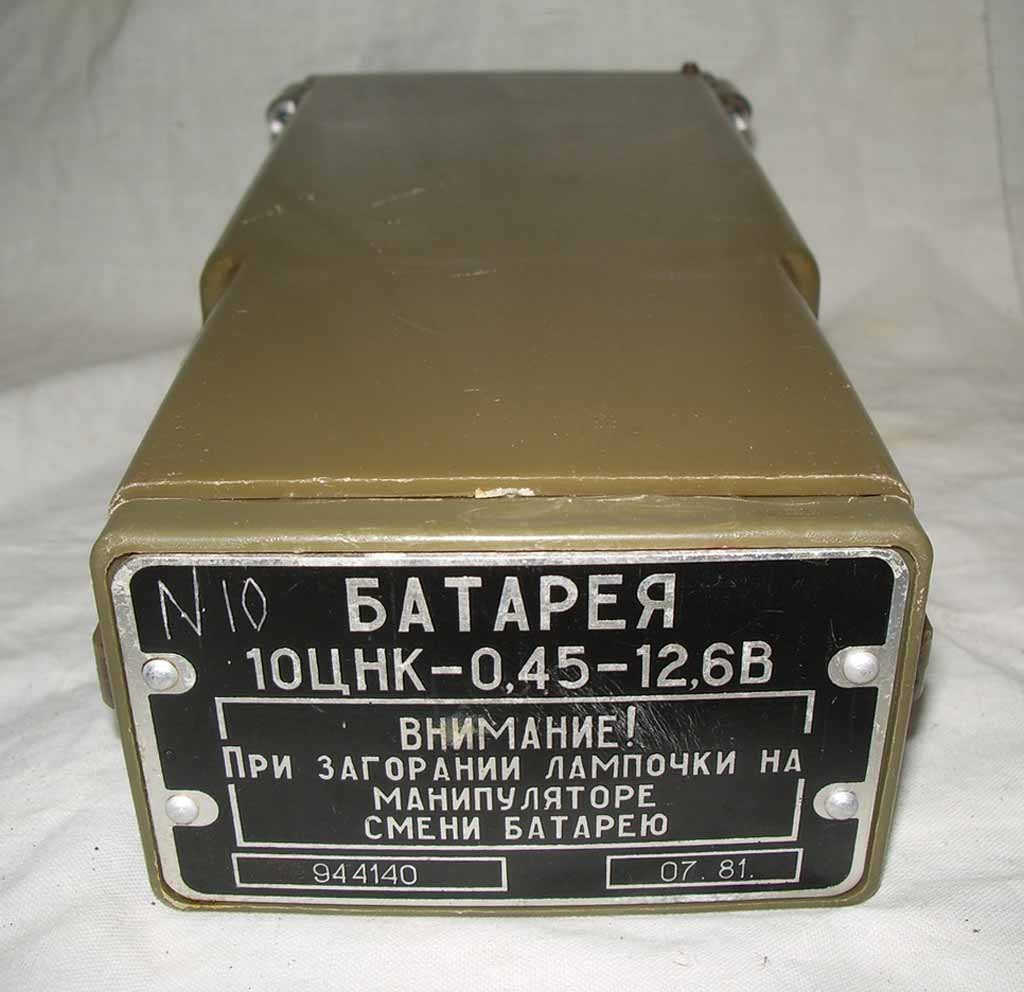 N10
БАТАРЕЯ
10ЦНК-0,45-12,6В
ВНИМАНИЕ!
ПРИ ЗАГОРАНИИ ЛАМПОЧКИ НА
МАНИПУЛЯТОРЕ
СМЕНИ БАТАРЕЮ
944140
07. 81.